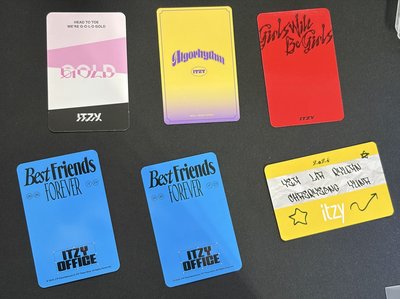 HEAD TO TOE
WE'RE G-O-L-D GOLD
GOLD
ITZY
Algorhythm
ITZY
Girls Will
Be Girls
ITZY
Best Friends
FOREVER
ITZY
OFFICE
Best Friends
FOREVER
ITZY
OFFICE
YEJI LIA RYUJIN
CHAERYEONG YUNA
itzy